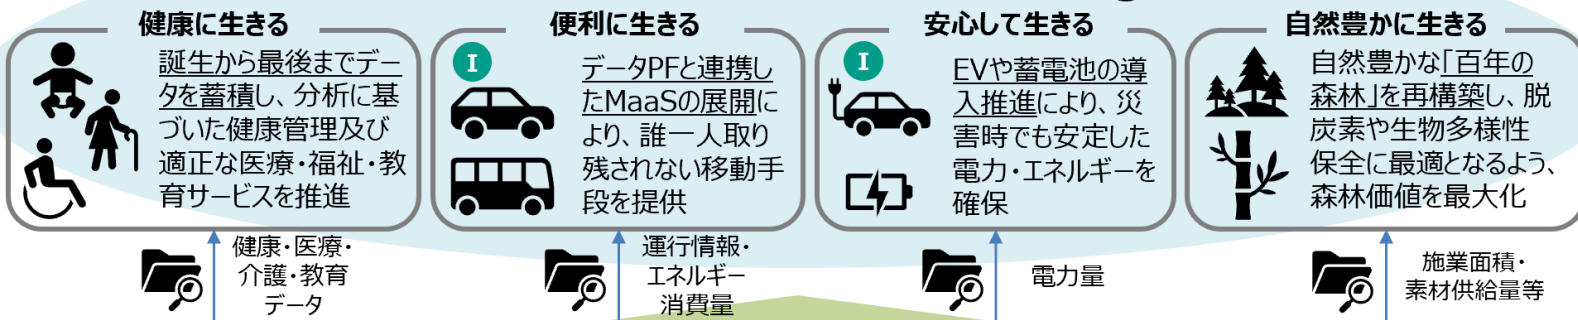 健康に生きる
誕生から最後までデー
タを蓄積し、分析に基
づいた健康管理及び
適正な医療・福祉・教
育サービスを推進
便利に生きる
I
データPFと連携し
たMaaSの展開に
より、誰一人取り
残されない移動手
段を提供
安心して生きる
I
EVや蓄電池の導
入推進により、災
害時でも安定した
電力・エネルギーを
確保
自然豊かに生きる
自然豊かな「百年の
森林」を再構築し、脱
炭素や生物多様性
保全に最適となるよう、
森林価値を最大化
健康・医療・
介護・教育
データ
運行情報・
エネルギー
消費量
電力量
施業面積・
素材供給量等